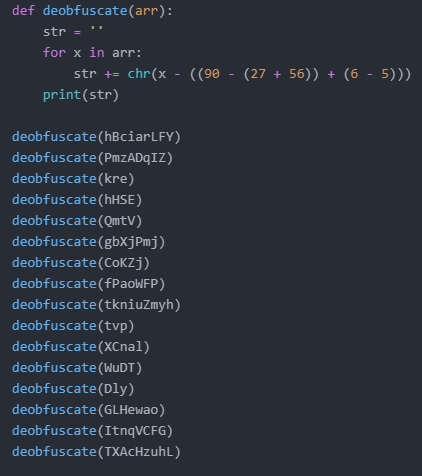 def deobfuscate(arr):
    str = ''
    for x in arr:
        str += chr(x - ((90 - (27 + 56)) + (6 - 5)))
    print(str)

deobfuscate(hBciarLFY)
deobfuscate(PmzADqIZ)
deobfuscate(kre)
deobfuscate(hHSE)
deobfuscate(QmtV)
deobfuscate(gbXjPmj)
deobfuscate(CoKZj)
deobfuscate(fPaoWFP)
deobfuscate(tkniuZmyh)
deobfuscate(tvp)
deobfuscate(XCnal)
deobfuscate(WuDT)
deobfuscate(Dly)
deobfuscate(GLHewao)
deobfuscate(ItnqVCFG)
deobfuscate(TXAcHzuhL)